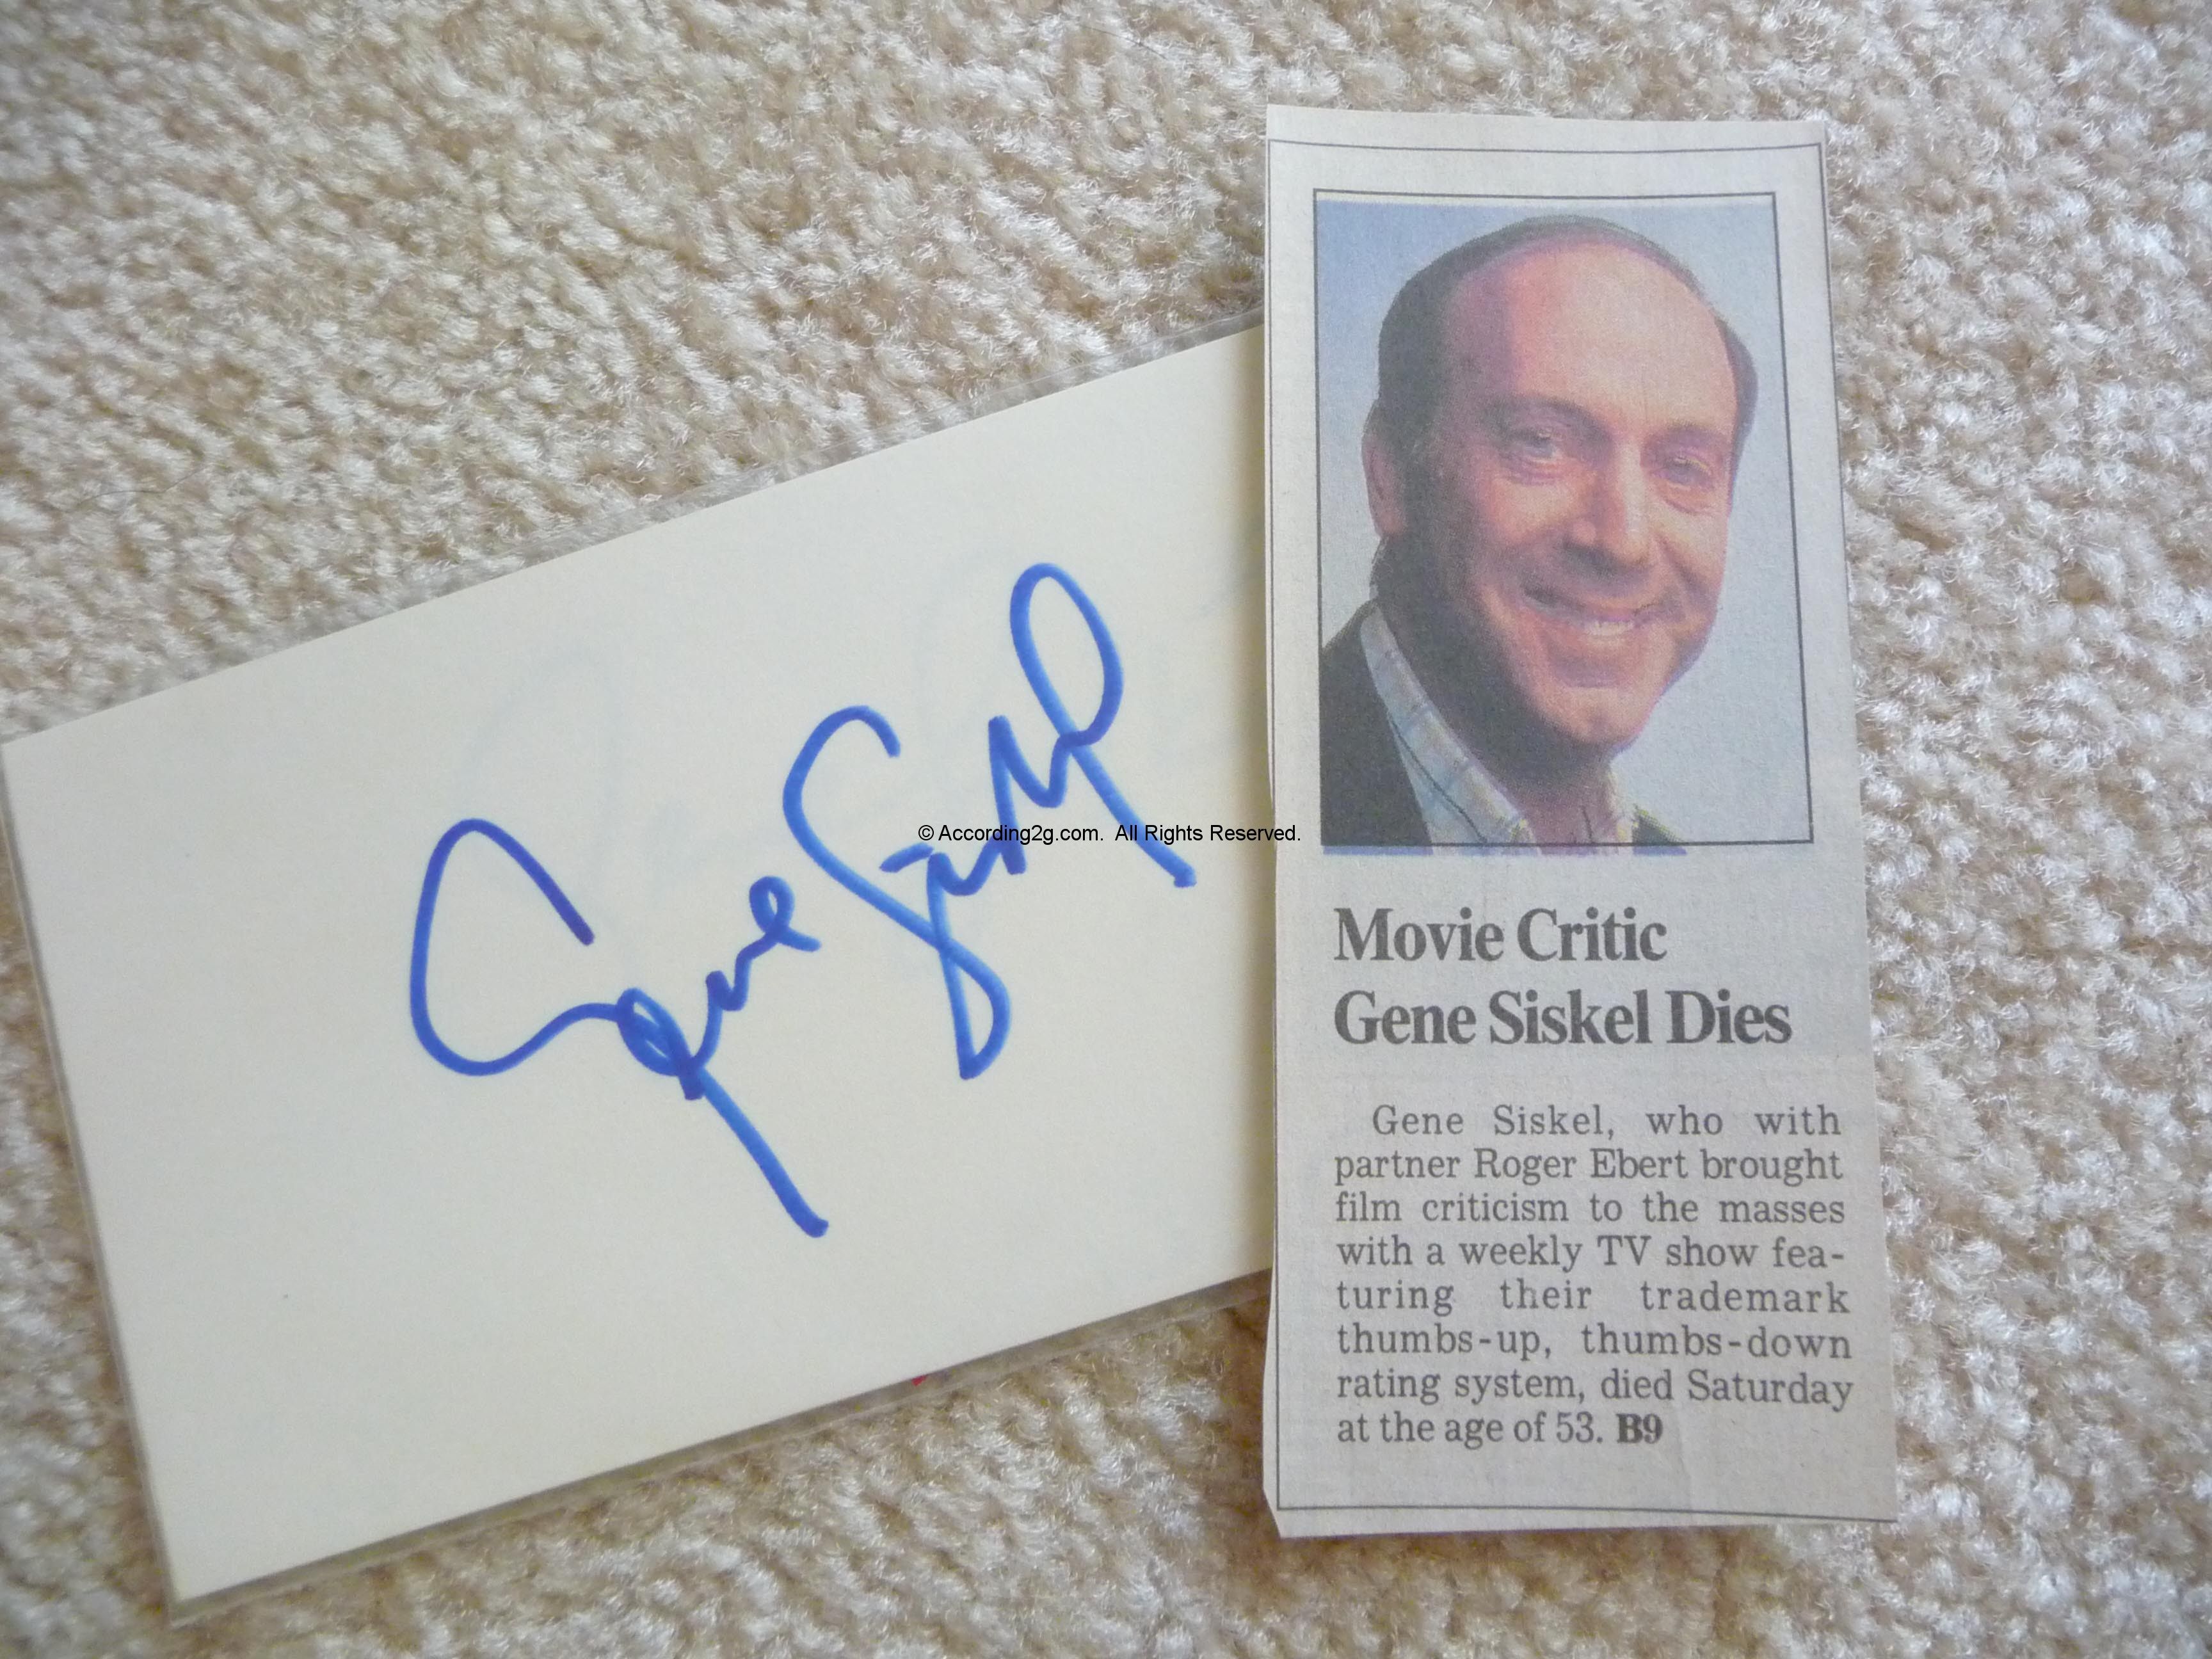 Gene Siskel
© According2g.com. All Rights Reserved.
Movie Critic
Gene Siskel Dies
Gene Siskel, who with
partner Roger Ebert brought
film criticism to the masses
with a weekly TV show fea-
turing their trademark
thumbs-up, thumbs-down
rating system, died Saturday
at the age of 53. B9